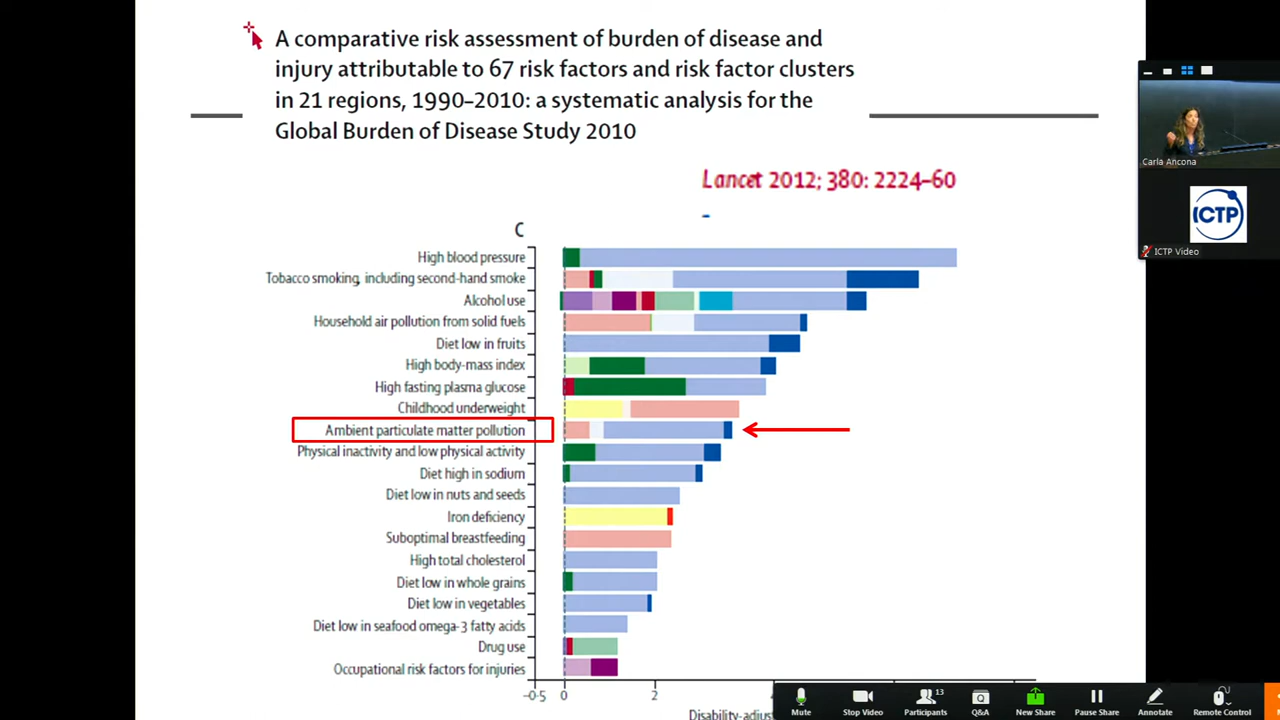 A comparative risk assessment of burden of disease and
injury attributable to 67 risk factors and risk factor clusters
in 21 regions, 1990–2010: a systematic analysis for the
Global Burden of Disease Study 2010
Lancet 2012; 380: 2224–60
C
High blood pressure
Tobacco smoking, including second-hand smoke
Alcohol use
Household air pollution from solid fuels
Diet low in fruits
High body-mass index
High fasting plasma glucose
Childhood underweight
Ambient particulate matter pollution
Physical inactivity and low physical activity
Diet high in sodium
Diet low in nuts and seeds
Iron deficiency
Suboptimal breastfeeding
High total cholesterol
Diet low in whole grains
Diet low in vegetables
Diet low in seafood omega-3 fatty acids
Drug use
Occupational risk factors for injuries
–0·5 0 2
Disability-adjus
Carla Ancona
ICTP
ICTP Video
Mute
Stop Video
13
Participants
Q&A
New Share
Pause Share
Annotate
Remote Control